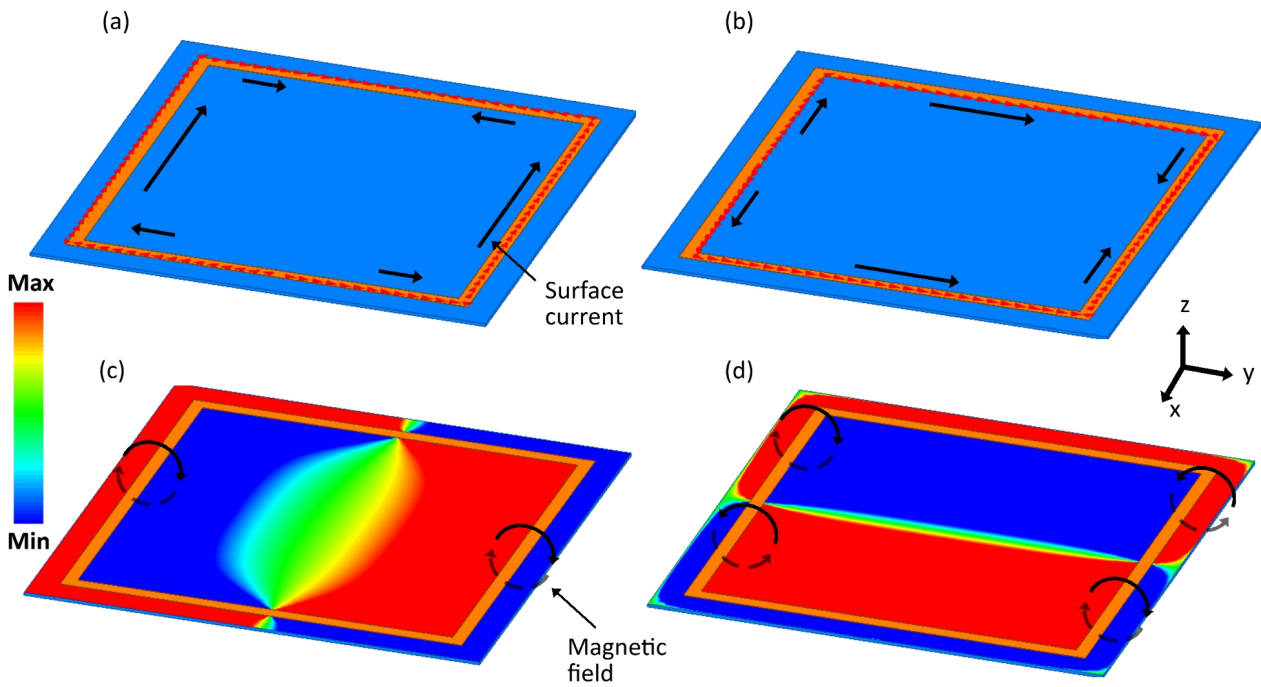 (a)
(b)
Surface
current
Max
Min
z
y
x
(c)
(d)
Magnetic
field